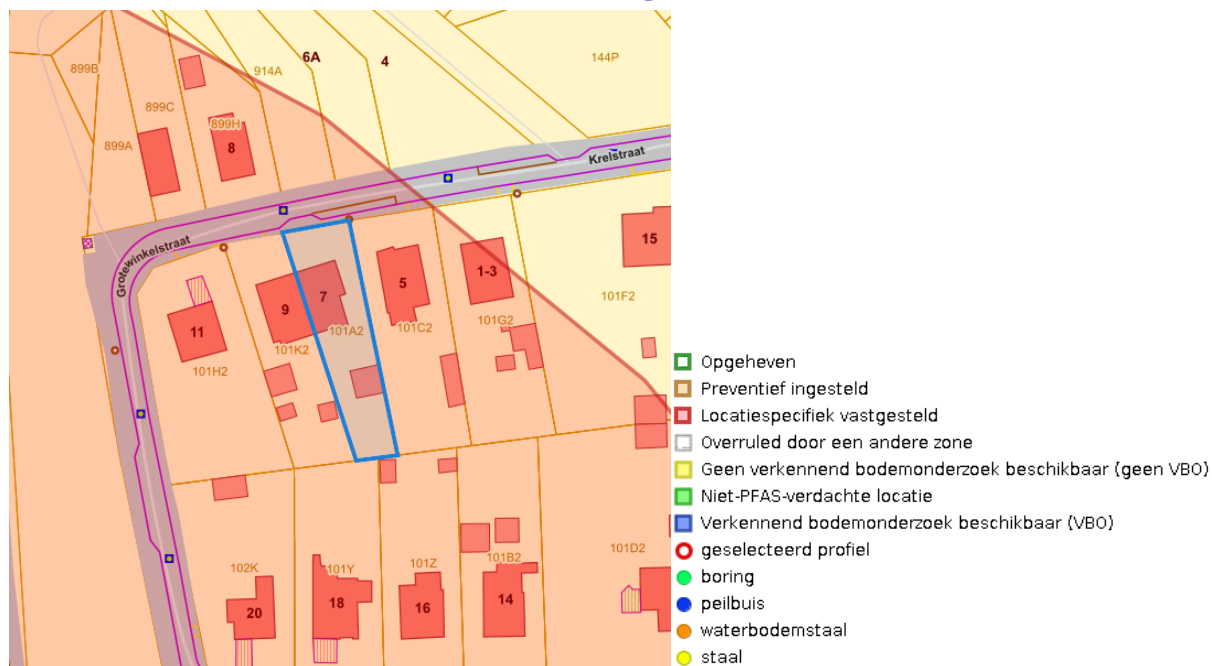 6A
4
899B
914A
144P
899C
899H
899A
8
Krelstraat
Grotewinkelstraat
15
1-3
5
7
9
11
101F2
101A2
101C2
101G2
101K2
101H2
Opgeheven
Preventief ingesteld
Locatiespecifiek vastgesteld
Overruled door een andere zone
Geen verkennend bodemonderzoek beschikbaar (geen VBO)
Niet-PFAS-verdachte locatie
Verkennend bodemonderzoek beschikbaar (VBO)
geselecteerd profiel
boring
peilbuis
waterbodemstaal
staal
102K
101Y
101Z
101B2
101D2
20
18
16
14